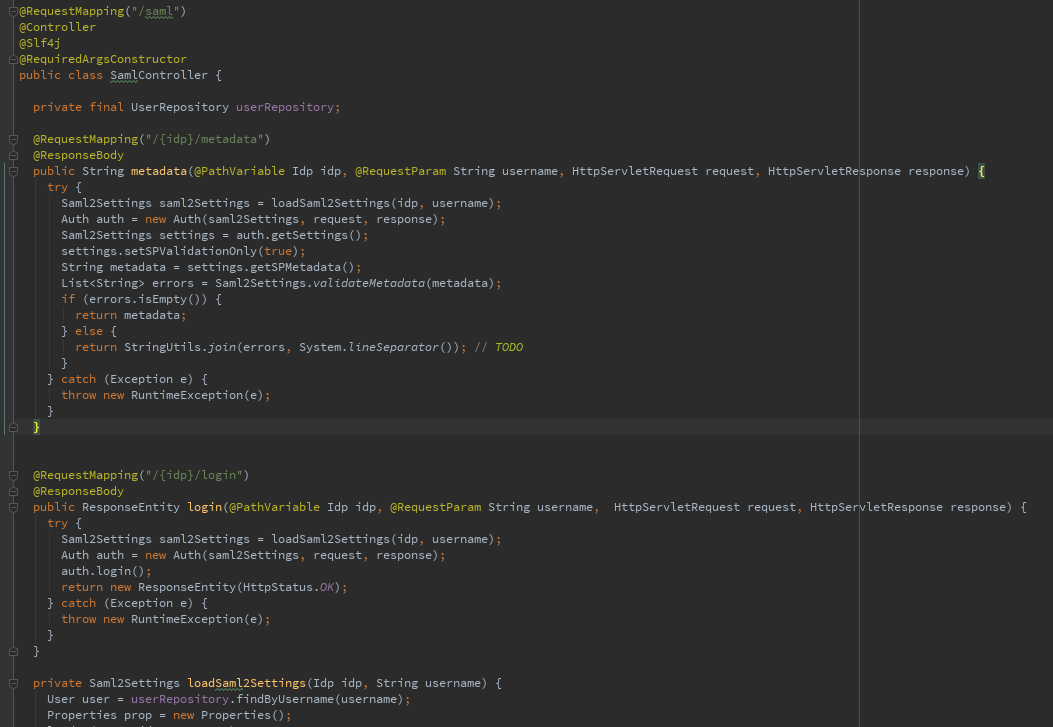 @RequestMapping("/saml")
@Controller
@Slf4j
@RequiredArgsConstructor
public class SamlController {
private final UserRepository userRepository;
@RequestMapping("/{idp}/metadata")
@ResponseBody
public String metadata(@PathVariable Idp idp, @RequestParam String username, HttpServletRequest request, HttpServletResponse response) {
try {
Saml2Settings saml2Settings = loadSaml2Settings(idp, username);
Auth auth = new Auth(saml2Settings, request, response);
Saml2Settings settings = auth.getSettings();
settings.setSPValidationOnly(true);
String metadata = settings.getSPMetadata();
List<String> errors = Saml2Settings.validateMetadata(metadata);
if (errors.isEmpty()) {
return metadata;
} else {
return StringUtils.join(errors, System.lineSeparator()); // TODO
}
} catch (Exception e) {
throw new RuntimeException(e);
}
}
@RequestMapping("/{idp}/login")
@ResponseBody
public ResponseEntity login(@PathVariable Idp idp, @RequestParam String username,  HttpServletRequest request, HttpServletResponse response) {
try {
Saml2Settings saml2Settings = loadSaml2Settings(idp, username);
Auth auth = new Auth(saml2Settings, request, response);
auth.login();
return new ResponseEntity(HttpStatus.OK);
} catch (Exception e) {
throw new RuntimeException(e);
}
}
private Saml2Settings loadSaml2Settings(Idp idp, String username) {
User user = userRepository.findByUsername(username);
Properties prop = new Properties();